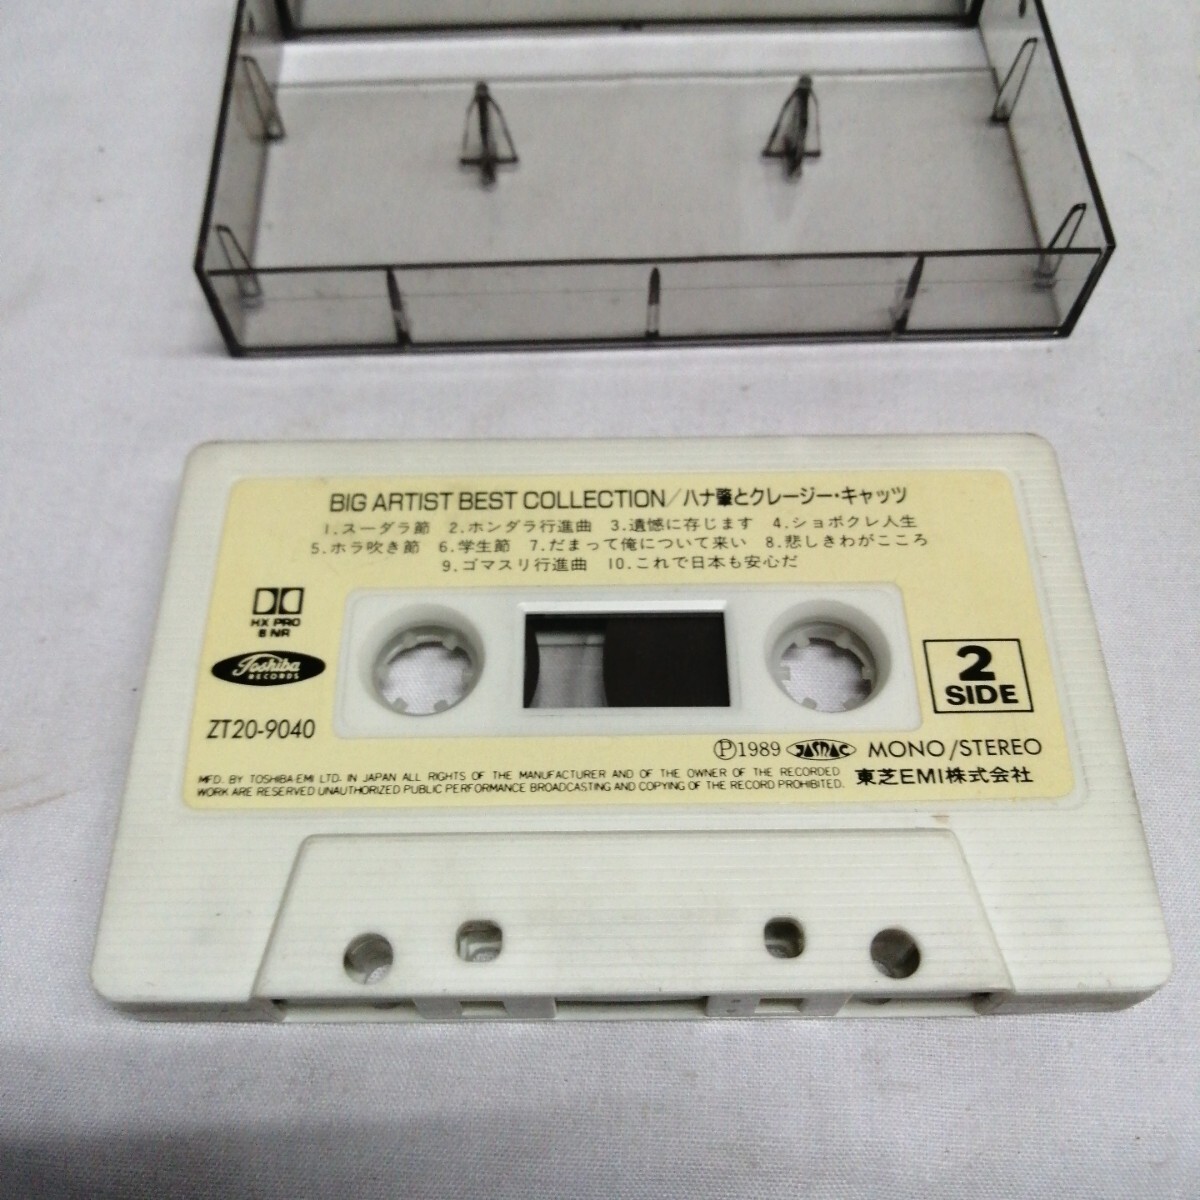 BIG ARTIST BEST COLLECTION/ハナ肇とクレージー・キャッツ
1.スーダラ節 2.ホンダラ行進曲 3.遺憾に存じます 4.ショボクレ人生
5.ホラ吹き節 6.学生節 7.だまって俺について来い 8.悲しきわがこころ
9.ゴマスリ行進曲 10.これで日本も安心だ
HX PRO
B NR
Toshiba
RECORDS
ZT20-9040
2
SIDE
Ⓟ1989 JASRAC MONO/STEREO
MFD. BY TOSHIBA-EMI LTD. IN JAPAN ALL RIGHTS OF THE MANUFACTURER AND OF THE OWNER OF THE RECORDED
WORK ARE RESERVED UNAUTHORIZED PUBLIC PERFORMANCE BROADCASTING AND COPYING OF THE RECORD PROHIBITED.
東芝EMI株式会社